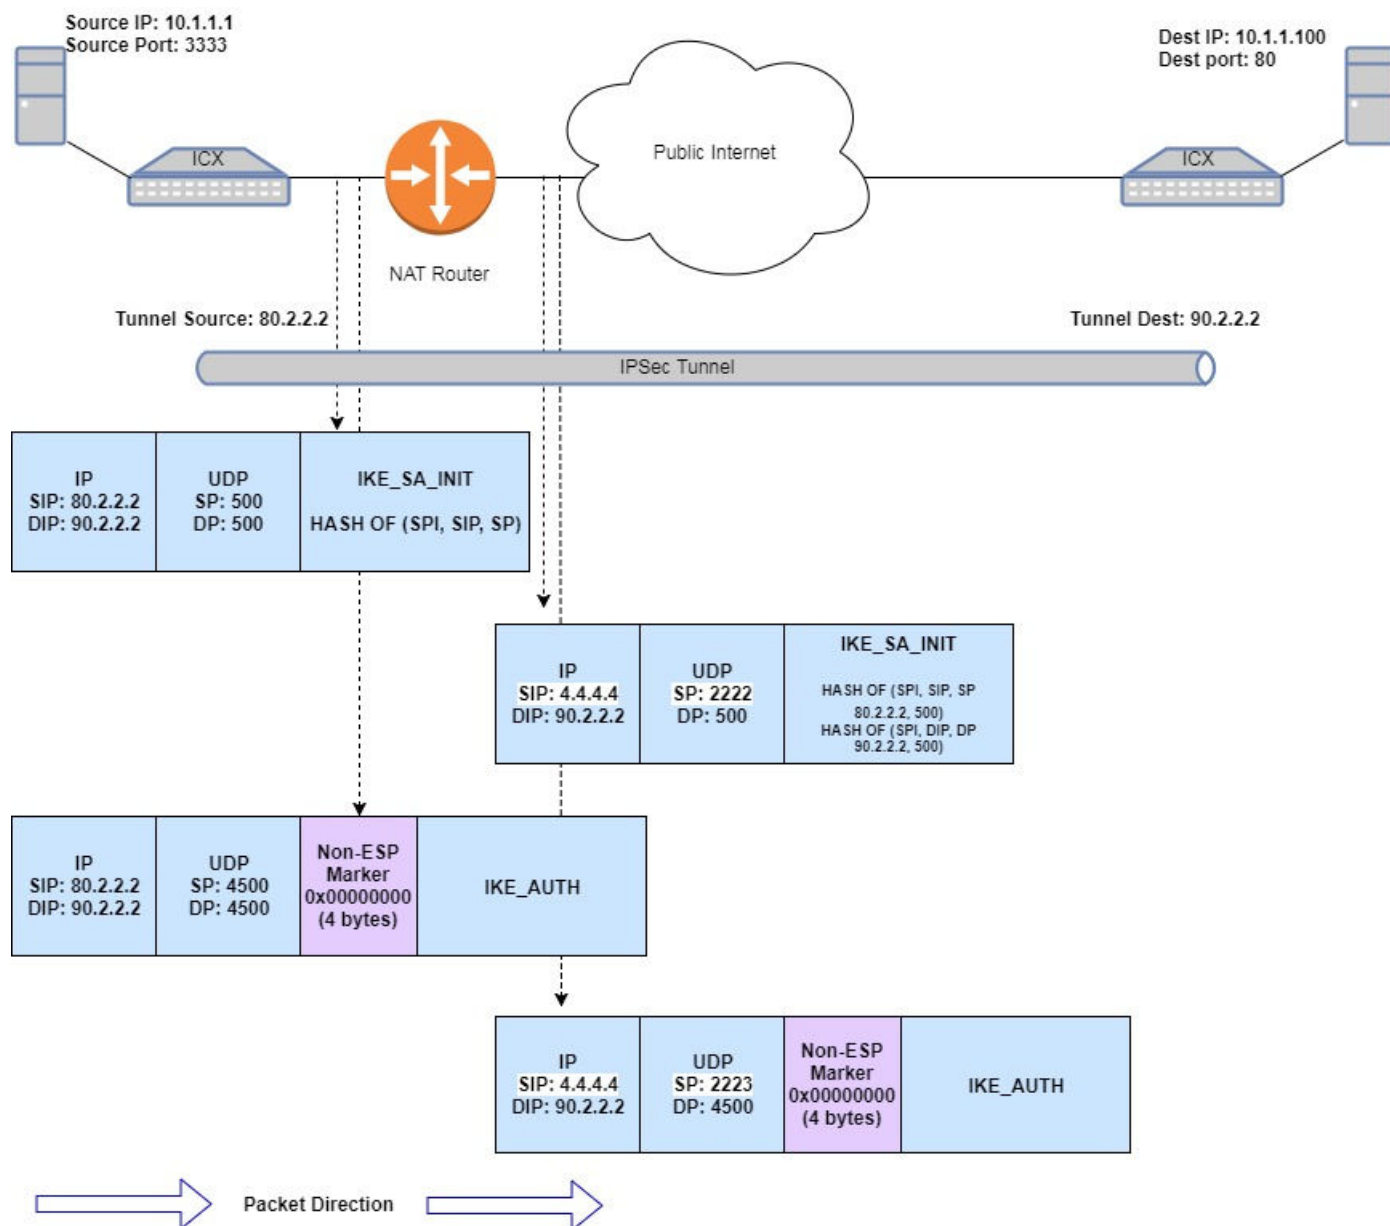 Source IP: 10.1.1.1
Source Port: 3333
Dest IP: 10.1.1.100
Dest port: 80
ICX
Public Internet
ICX
NAT Router
Tunnel Source: 80.2.2.2
Tunnel Dest: 90.2.2.2
IPSec Tunnel
IP
SIP: 80.2.2.2
DIP: 90.2.2.2
UDP
SP: 500
DP: 500
IKE_SA_INIT
HASH OF (SPI, SIP, SP)
IP
SIP: 4.4.4.4
DIP: 90.2.2.2
UDP
SP: 2222
DP: 500
IKE_SA_INIT
HASH OF (SPI, SIP, SP
80.2.2.2, 500)
HASH OF (SPI, DIP, DP
90.2.2.2, 500)
IP
SIP: 80.2.2.2
DIP: 90.2.2.2
UDP
SP: 4500
DP: 4500
Non-ESP
Marker
0x00000000
(4 bytes)
IKE_AUTH
IP
SIP: 4.4.4.4
DIP: 90.2.2.2
UDP
SP: 2223
DP: 4500
Non-ESP
Marker
0x00000000
(4 bytes)
IKE_AUTH
Packet Direction